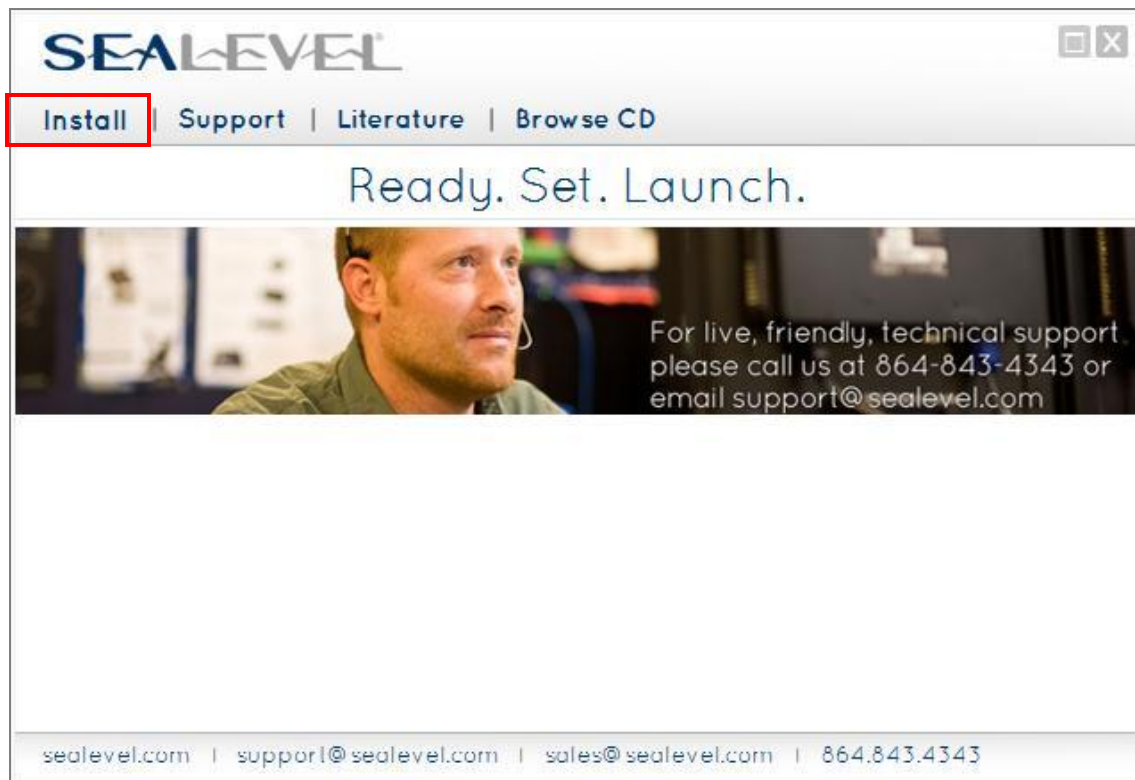 SEALEVEL
Install | Support | Literature | Browse CD
Ready. Set. Launch.
For live, friendly, technical support
please call us at 864-843-4343 or
email support@sealevel.com
sealevel.com | support@sealevel.com | sales@sealevel.com | 864.843.4343